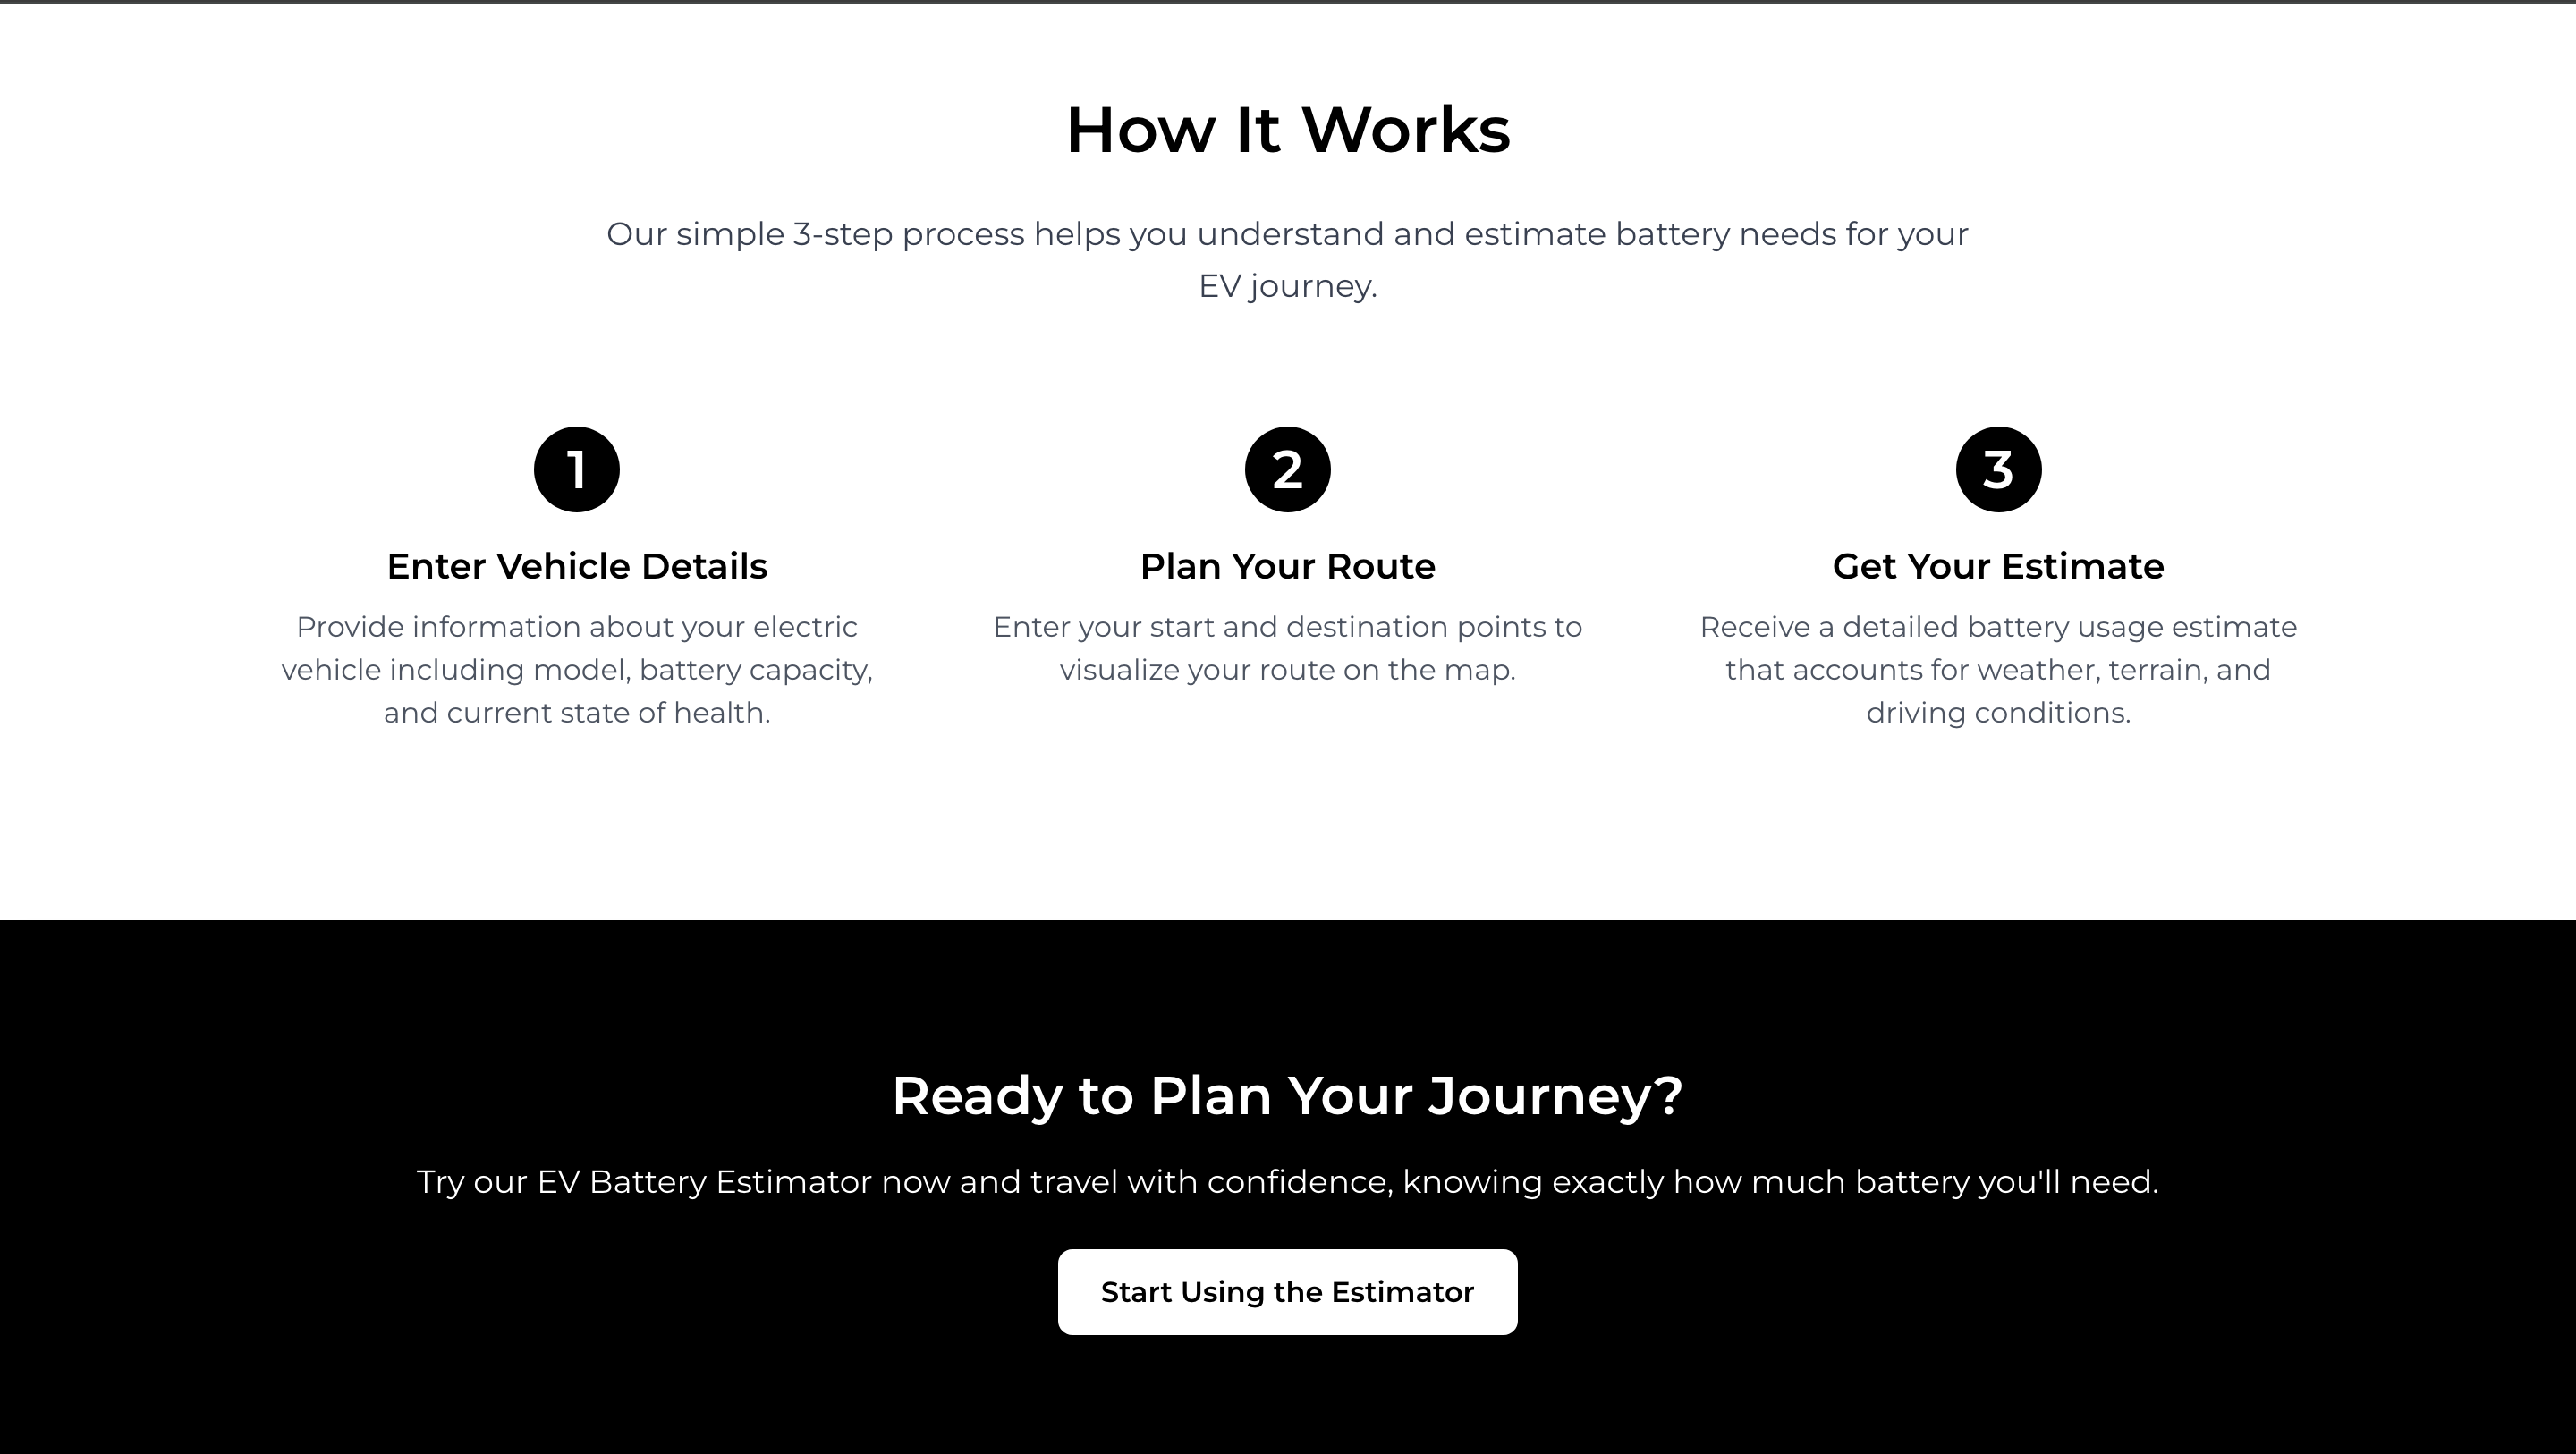 How It Works
Our simple 3-step process helps you understand and estimate battery needs for your
EV journey.
1
Enter Vehicle Details
Provide information about your electric
vehicle including model, battery capacity,
and current state of health.
2
Plan Your Route
Enter your start and destination points to
visualize your route on the map.
3
Get Your Estimate
Receive a detailed battery usage estimate
that accounts for weather, terrain, and
driving conditions.
Ready to Plan Your Journey?
Try our EV Battery Estimator now and travel with confidence, knowing exactly how much battery you'll need.
Start Using the Estimator